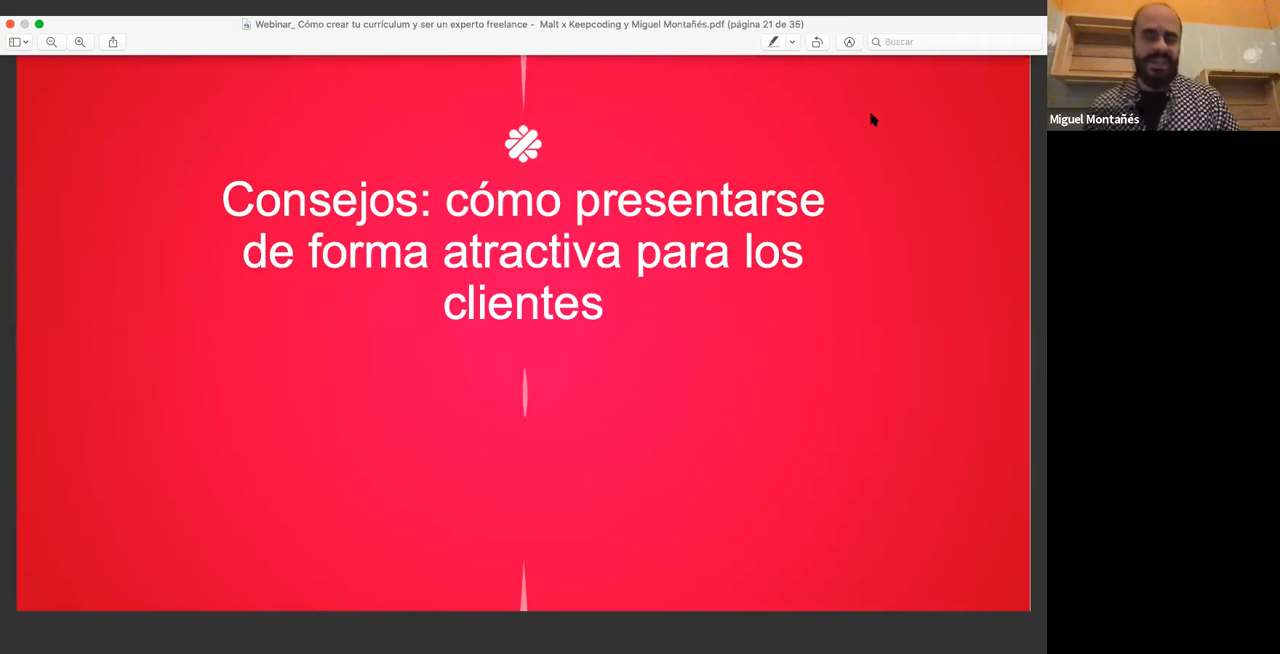 Webinar_ Cómo crear tu currículum y ser un experto freelance - Malt x Keepcoding y Miguel Montañés.pdf (página 21 de 35)
Buscar
Miguel Montañés
Consejos: cómo presentarse
de forma atractiva para los
clientes